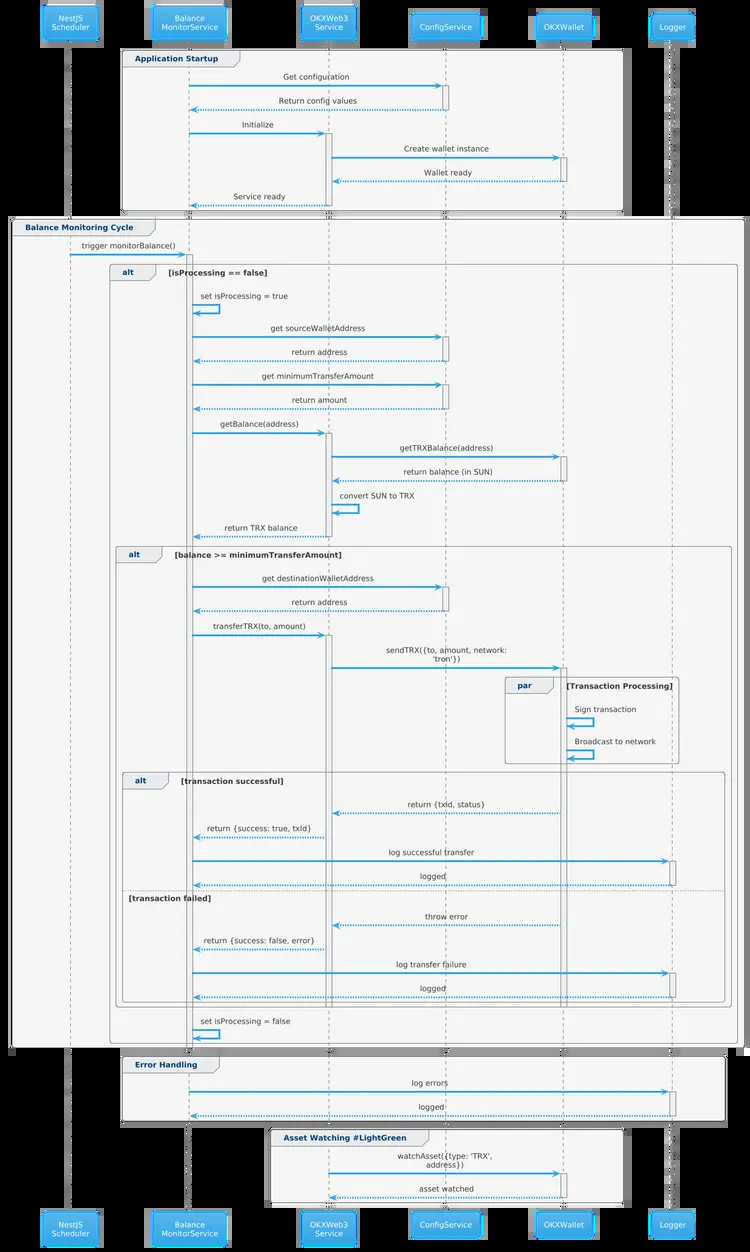 NestJS
Scheduler
Balance
MonitorService
OKXWeb3
Service
ConfigService
OKXWallet
Logger
Application Startup
Get configuration
Return config values
Initialize
Create wallet instance
Wallet ready
Service ready
Balance Monitoring Cycle
trigger monitorBalance()
alt
[isProcessing == false]
set isProcessing = true
get sourceWalletAddress
return address
get minimumTransferAmount
return amount
getBalance(address)
getTRXBalance(address)
return balance (in SUN)
convert SUN to TRX
return TRX balance
alt
[balance >= minimumTransferAmount]
get destinationWalletAddress
return address
transferTRX(to, amount)
sendTRX({to, amount, network:
'tron'})
par
[Transaction Processing]
Sign transaction
Broadcast to network
alt
[transaction successful]
return {txid, status}
return {success: true, txId}
log successful transfer
logged
[transaction failed]
throw error
return {success: false, error}
log transfer failure
logged
set isProcessing = false
Error Handling
log errors
logged
Asset Watching #LightGreen
watchAsset({type: 'TRX',
address})
asset watched
NestJS
Scheduler
Balance
MonitorService
OKXWeb3
Service
ConfigService
OKXWallet
Logger